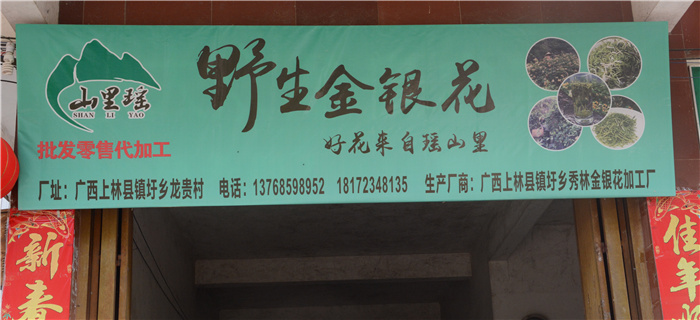 野生金银花
山里瑶
SHAN LI YAO
好花来自瑶山里
批发零售代加工
厂址：广西上林县镇圩乡龙贵村 电话：13768598952 18172348135 生产厂商：广西上林县镇圩乡秀林金银花加工厂
新春
佳年